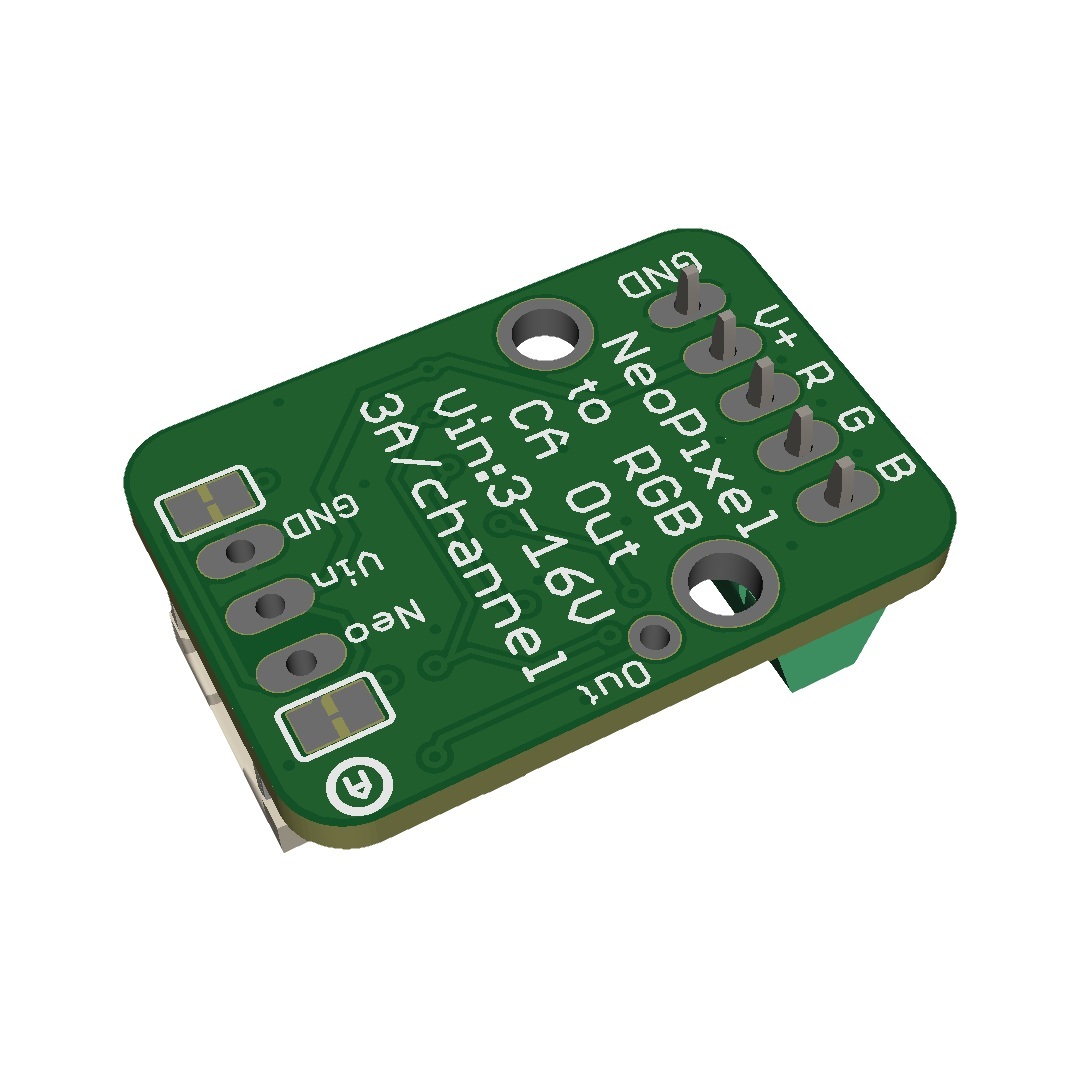 GND
V+
R
G
B
NeoPixel
to RGB
CA Out
Vin:3-16V
3A/channel
GND
Vin
Neo
Out
A